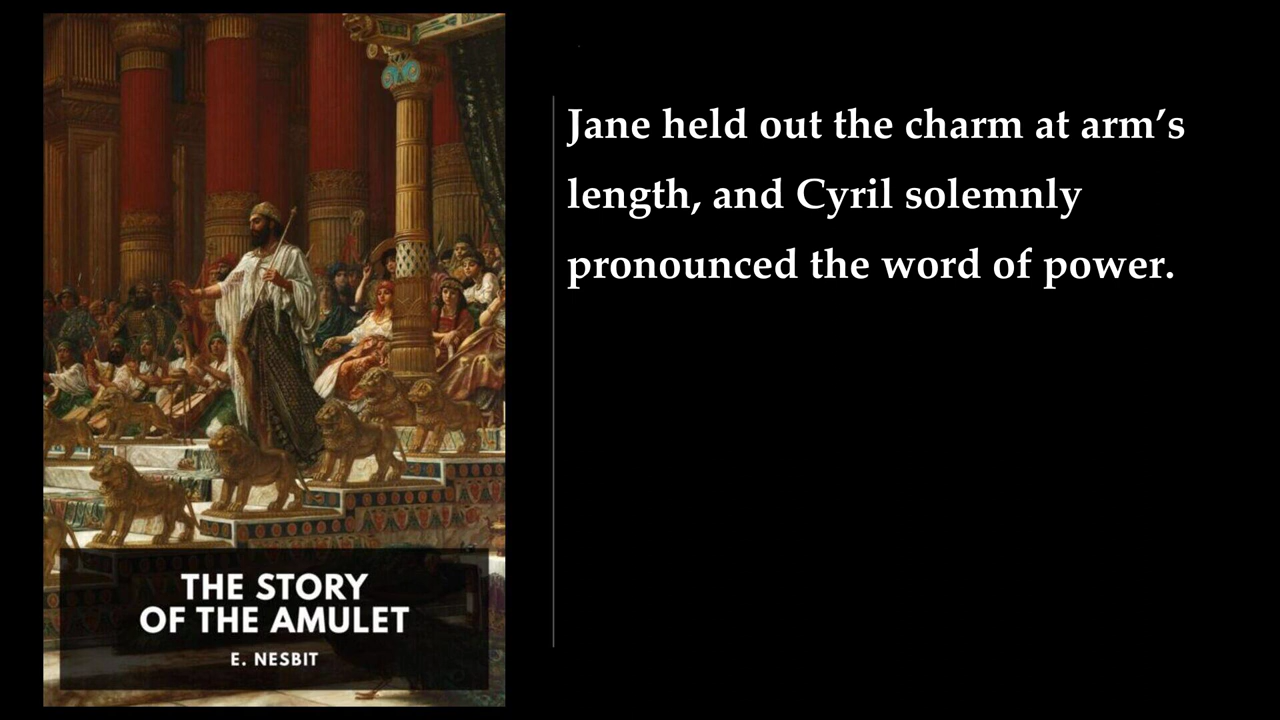 THE STORY
OF THE AMULET
E. NESBIT
Jane held out the charm at arm’s
length, and Cyril solemnly
pronounced the word of power.